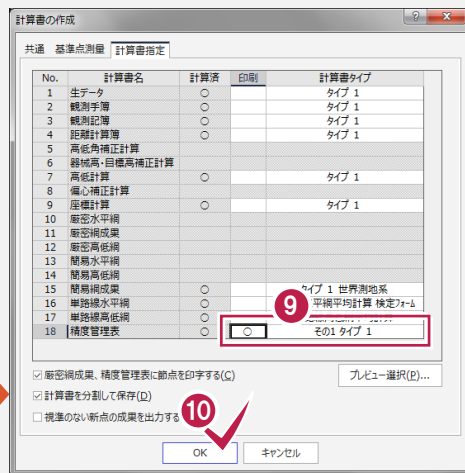 計算書の作成
共通 基準点測量 計算書指定
No. 計算書名 計算済 印刷 計算書タイプ
1 生データ ○ タイプ 1
2 観測手簿 ○ タイプ 1
3 観測記簿 ○ タイプ 1
4 距離計算簿 ○ タイプ 1
5 高低角補正計算
6 器械高・目標高補正計算
7 高低計算 ○ タイプ 1
8 偏心補正計算
9 座標計算 ○ タイプ 1
10 厳密水平網
11 厳密網成果
12 厳密高低網
13 簡易水平網
14 簡易高低網
15 簡易網成果 ○ タイプ 1 世界測地系
16 単路線水平網 ○ 平網平均計算 検定フォーム
17 単路線高低網 ○
18 精度管理表 ○ ○ その1 タイプ 1
9
厳密網成果、精度管理表に節点を印字する(C) プレビュー選択(P)...
計算書を分割して保存(D)
視準のない新点の成果を出力する
10
OK キャンセル